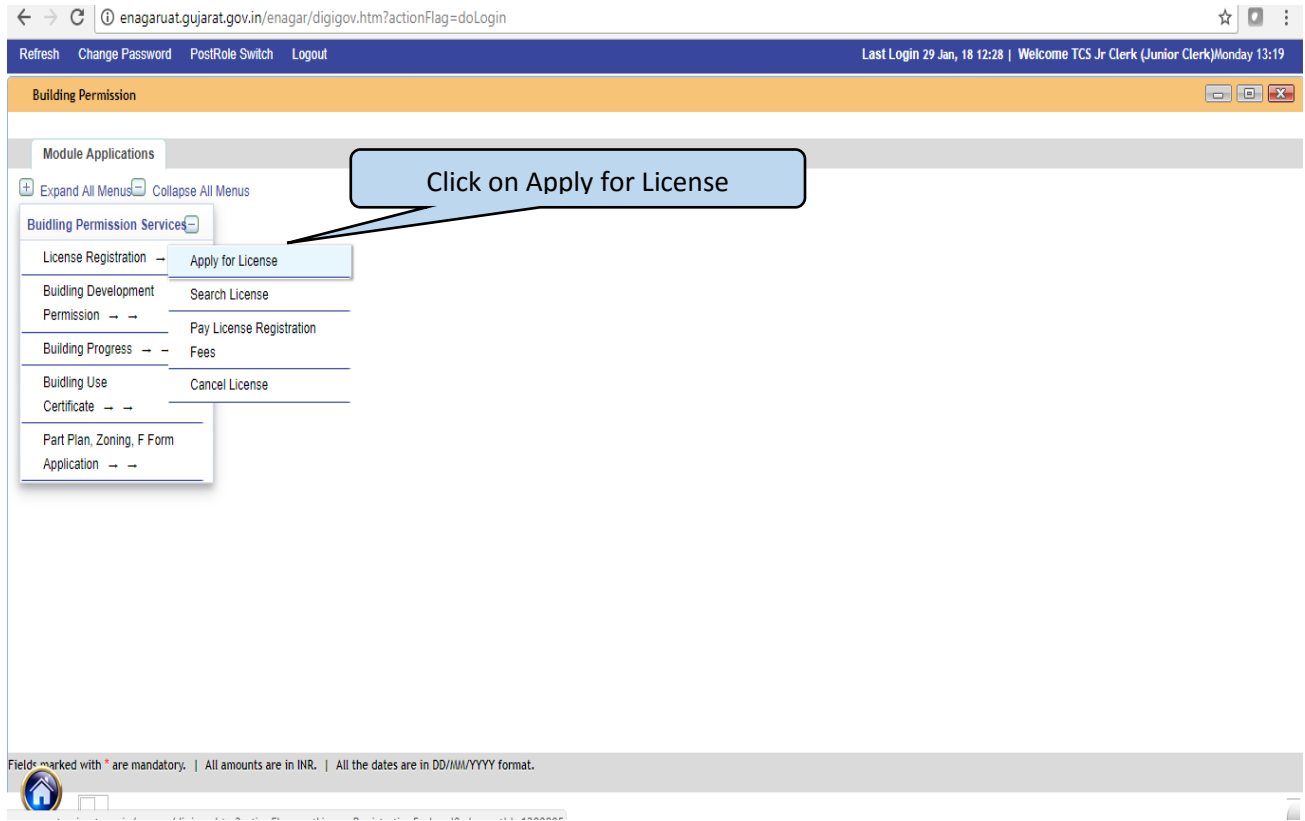 enagaruat.gujarat.gov.in/enagar/digigov.htm?actionFlag=doLogin
Refresh Change Password PostRole Switch Logout Last Login 29 Jan, 18 12:28 | Welcome TCS Jr Clerk (Junior Clerk)Monday 13:19
Building Permission
Module Applications
Click on Apply for License
Expand All Menus Collapse All Menus
Buidling Permission Services
License Registration →
Apply for License
Search License
Pay License Registration
Fees
Cancel License
Buidling Development
Permission → →
Building Progress → →
Buidling Use
Certificate → →
Part Plan, Zoning, F Form
Application → →
Fields marked with * are mandatory. | All amounts are in INR. | All the dates are in DD/MM/YYYY format.